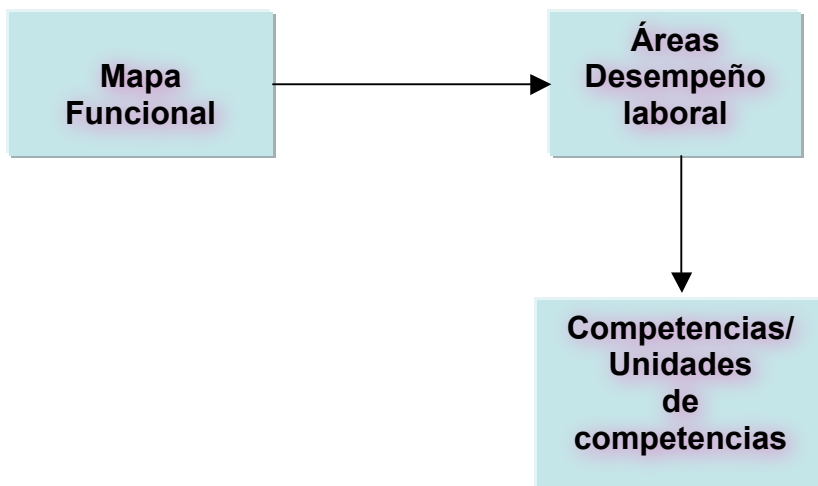 Mapa
Funcional
Áreas
Desempeño
laboral
Competencias/
Unidades
de
competencias